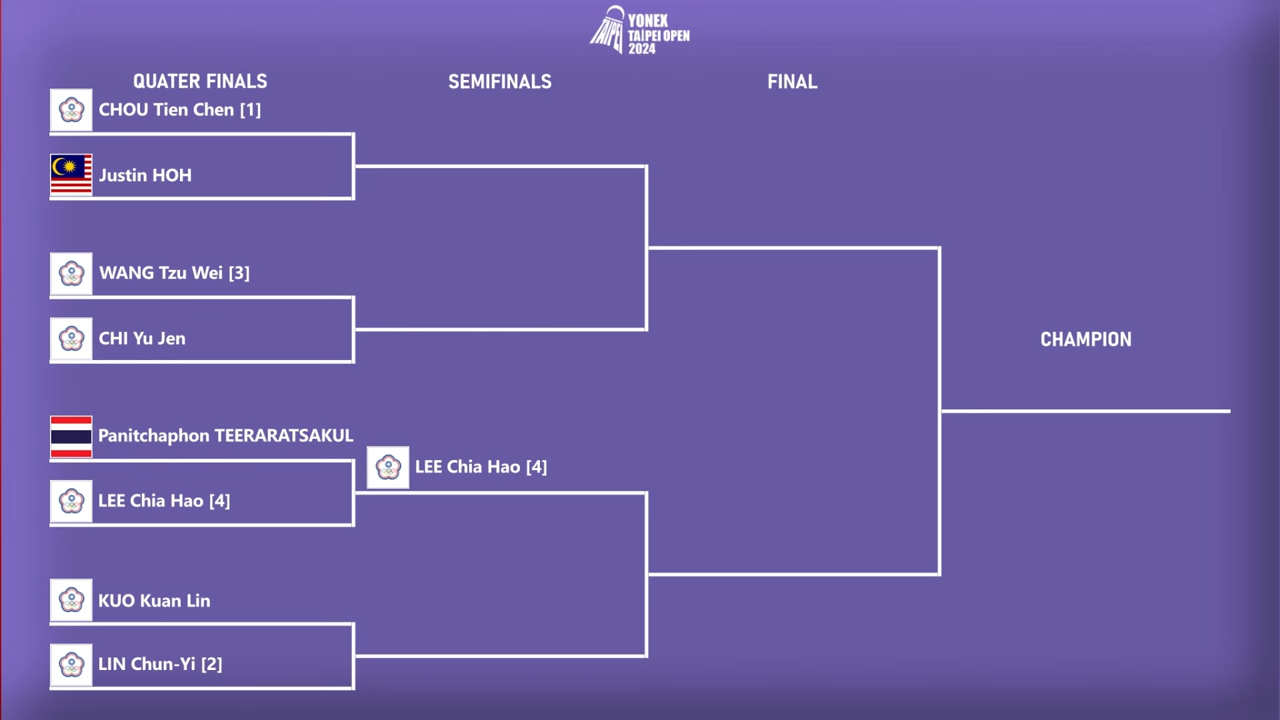 YONEX
TAIPEI OPEN
2024
QUATER FINALS
SEMIFINALS
FINAL
CHOU Tien Chen [1]
Justin HOH
WANG Tzu Wei [3]
CHI Yu Jen
CHAMPION
Panitchaphon TEERARATSAKUL
LEE Chia Hao [4]
LEE Chia Hao [4]
KUO Kuan Lin
LIN Chun-Yi [2]